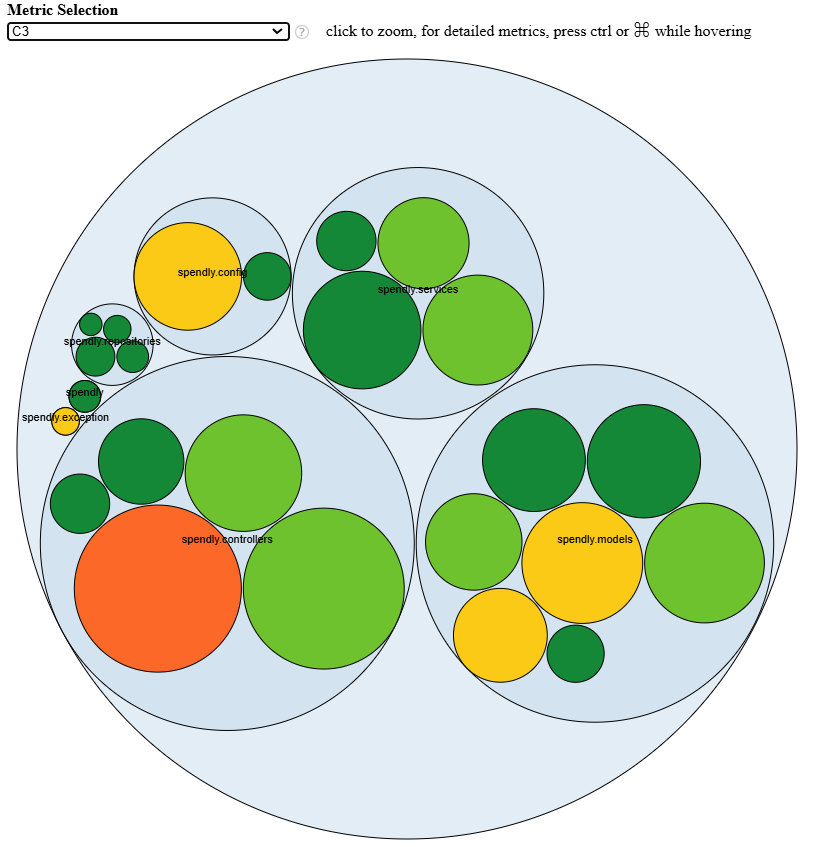 Metric Selection
C3
? click to zoom, for detailed metrics, press ctrl or ⌘ while hovering
spendly.config
spendly.services
spendly.repositories
spendly
spendly.exception
spendly.controllers
spendly.models